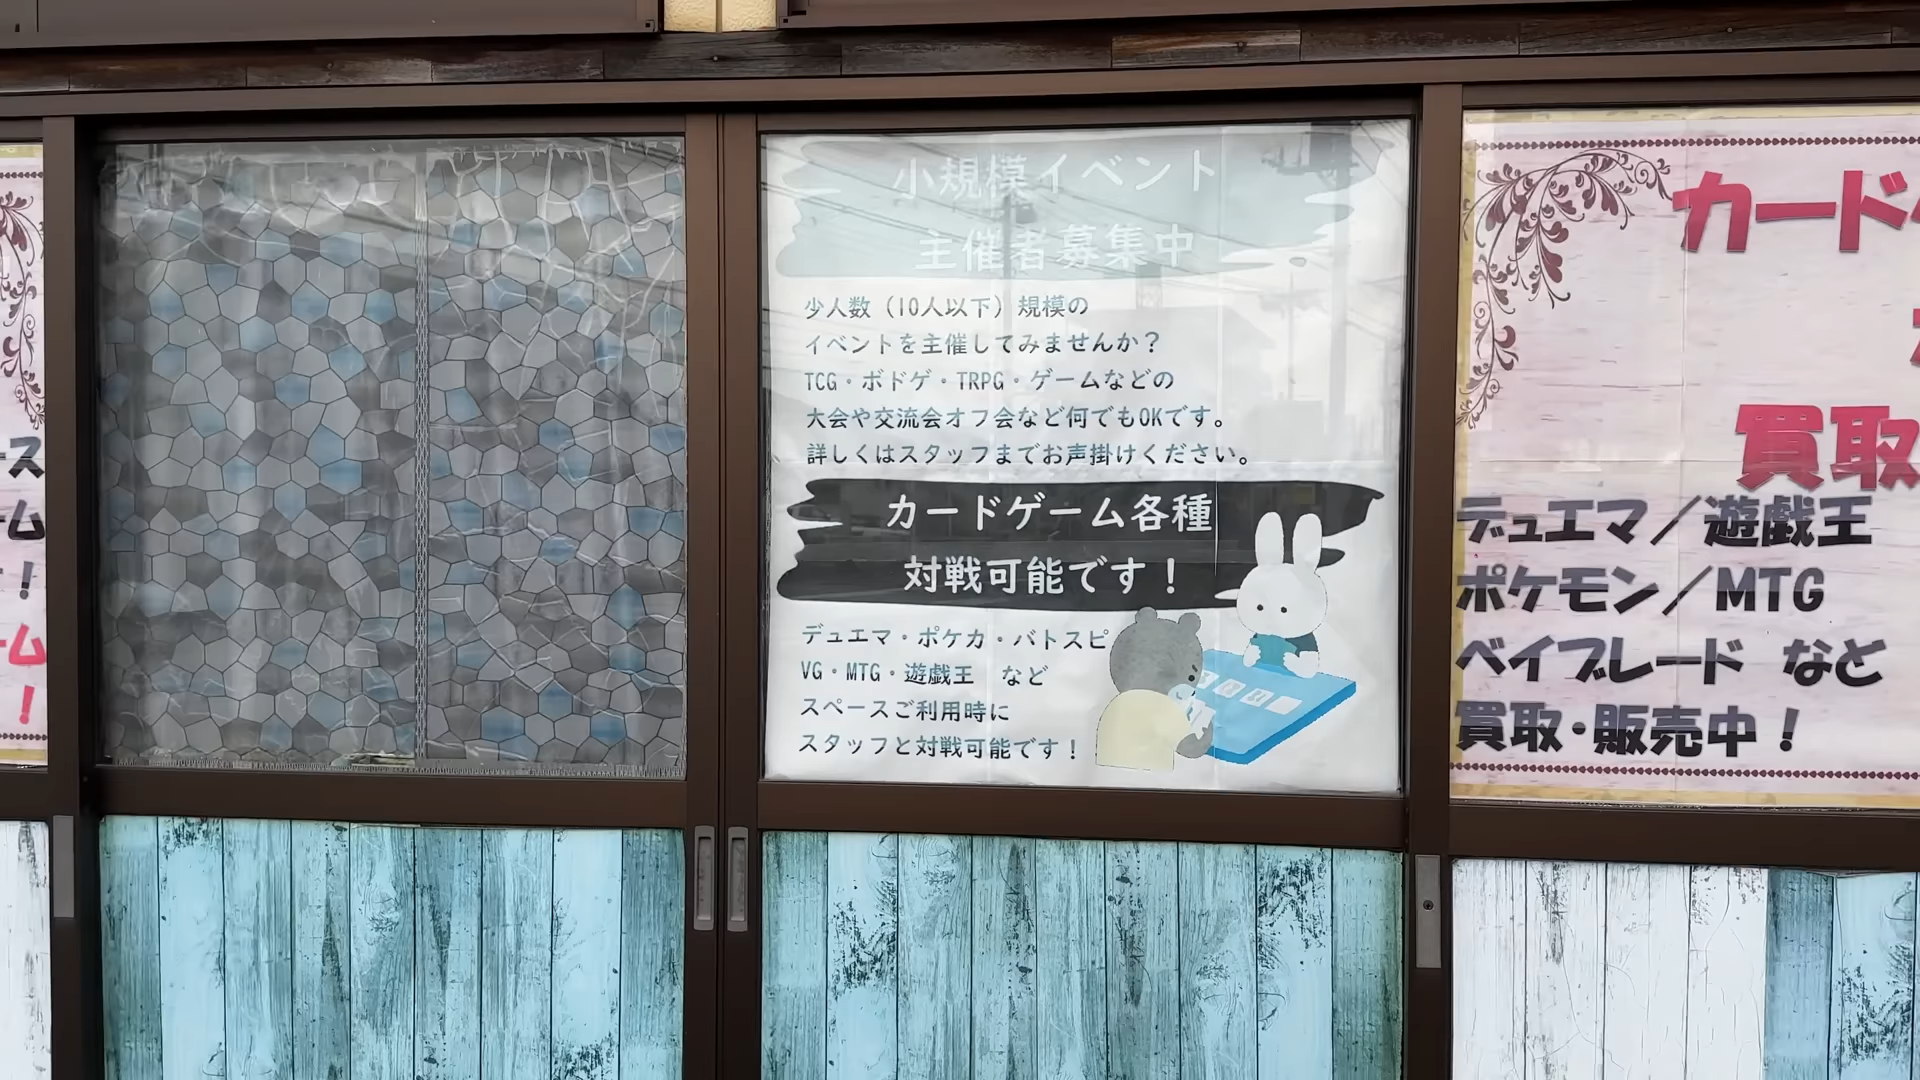 ース
ーム
！
ーム
！
小規模イベント
主催者募集中
少人数（10人以下）規模の
イベントを主催してみませんか？
TCG・ボドゲ・TRPG・ゲームなどの
大会や交流会オフ会など何でもOKです。
詳しくはスタッフまでお声掛けください。
カードゲーム各種
対戦可能です！
デュエマ・ポケカ・バトスピ
VG・MTG・遊戯王　など
スペースご利用時に
スタッフと対戦可能です！
カード
買取
デュエマ／遊戯王
ポケモン／MTG
ベイブレード　など
買取・販売中！